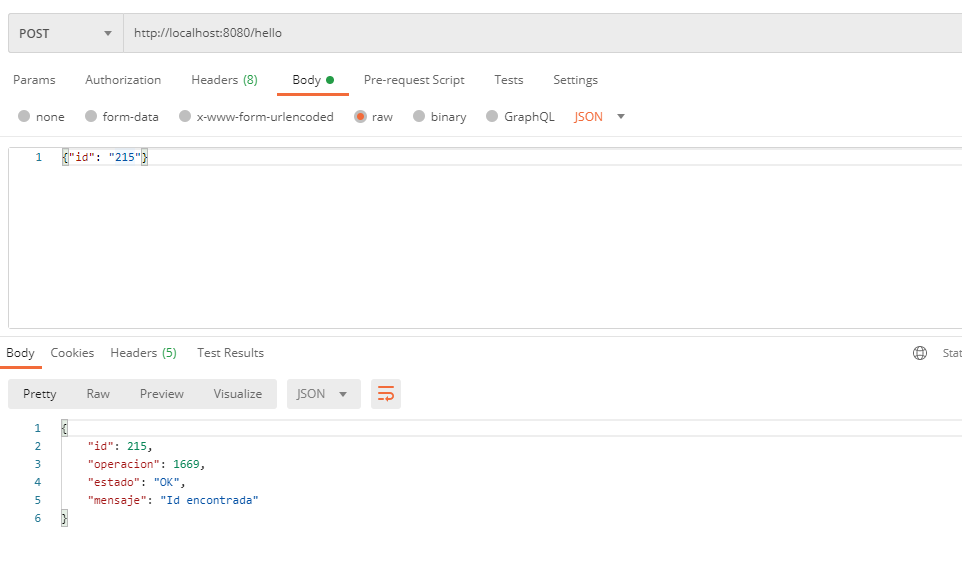 POST http://localhost:8080/hello
Params Authorization Headers (8) Body Pre-request Script Tests Settings
none form-data x-www-form-urlencoded raw binary GraphQL JSON
1 {"id": "215"}
Body Cookies Headers (5) Test Results Stat
Pretty Raw Preview Visualize JSON
1 {
2 "id": 215,
3 "operacion": 1669,
4 "estado": "OK",
5 "mensaje": "Id encontrada"
6 }